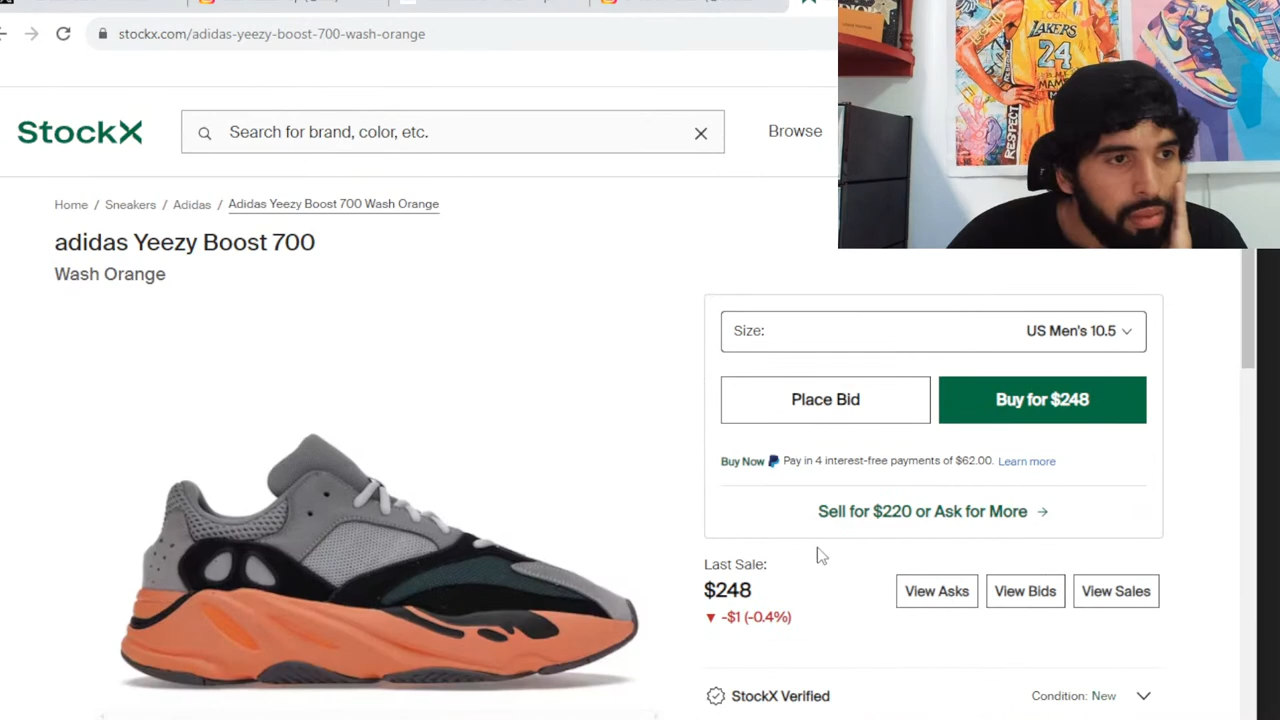 stockx.com/adidas-yeezy-boost-700-wash-orange
StockX
Search for brand, color, etc.
Browse
Home / Sneakers / Adidas / Adidas Yeezy Boost 700 Wash Orange
adidas Yeezy Boost 700
Wash Orange
Size: US Men's 10.5
Place Bid
Buy for $248
Buy Now Pay in 4 interest-free payments of $62.00. Learn more
Sell for $220 or Ask for More
Last Sale:
$248
-$1 (-0.4%)
View Asks
View Bids
View Sales
StockX Verified
Condition: New
LAKERS
24
RESPECT